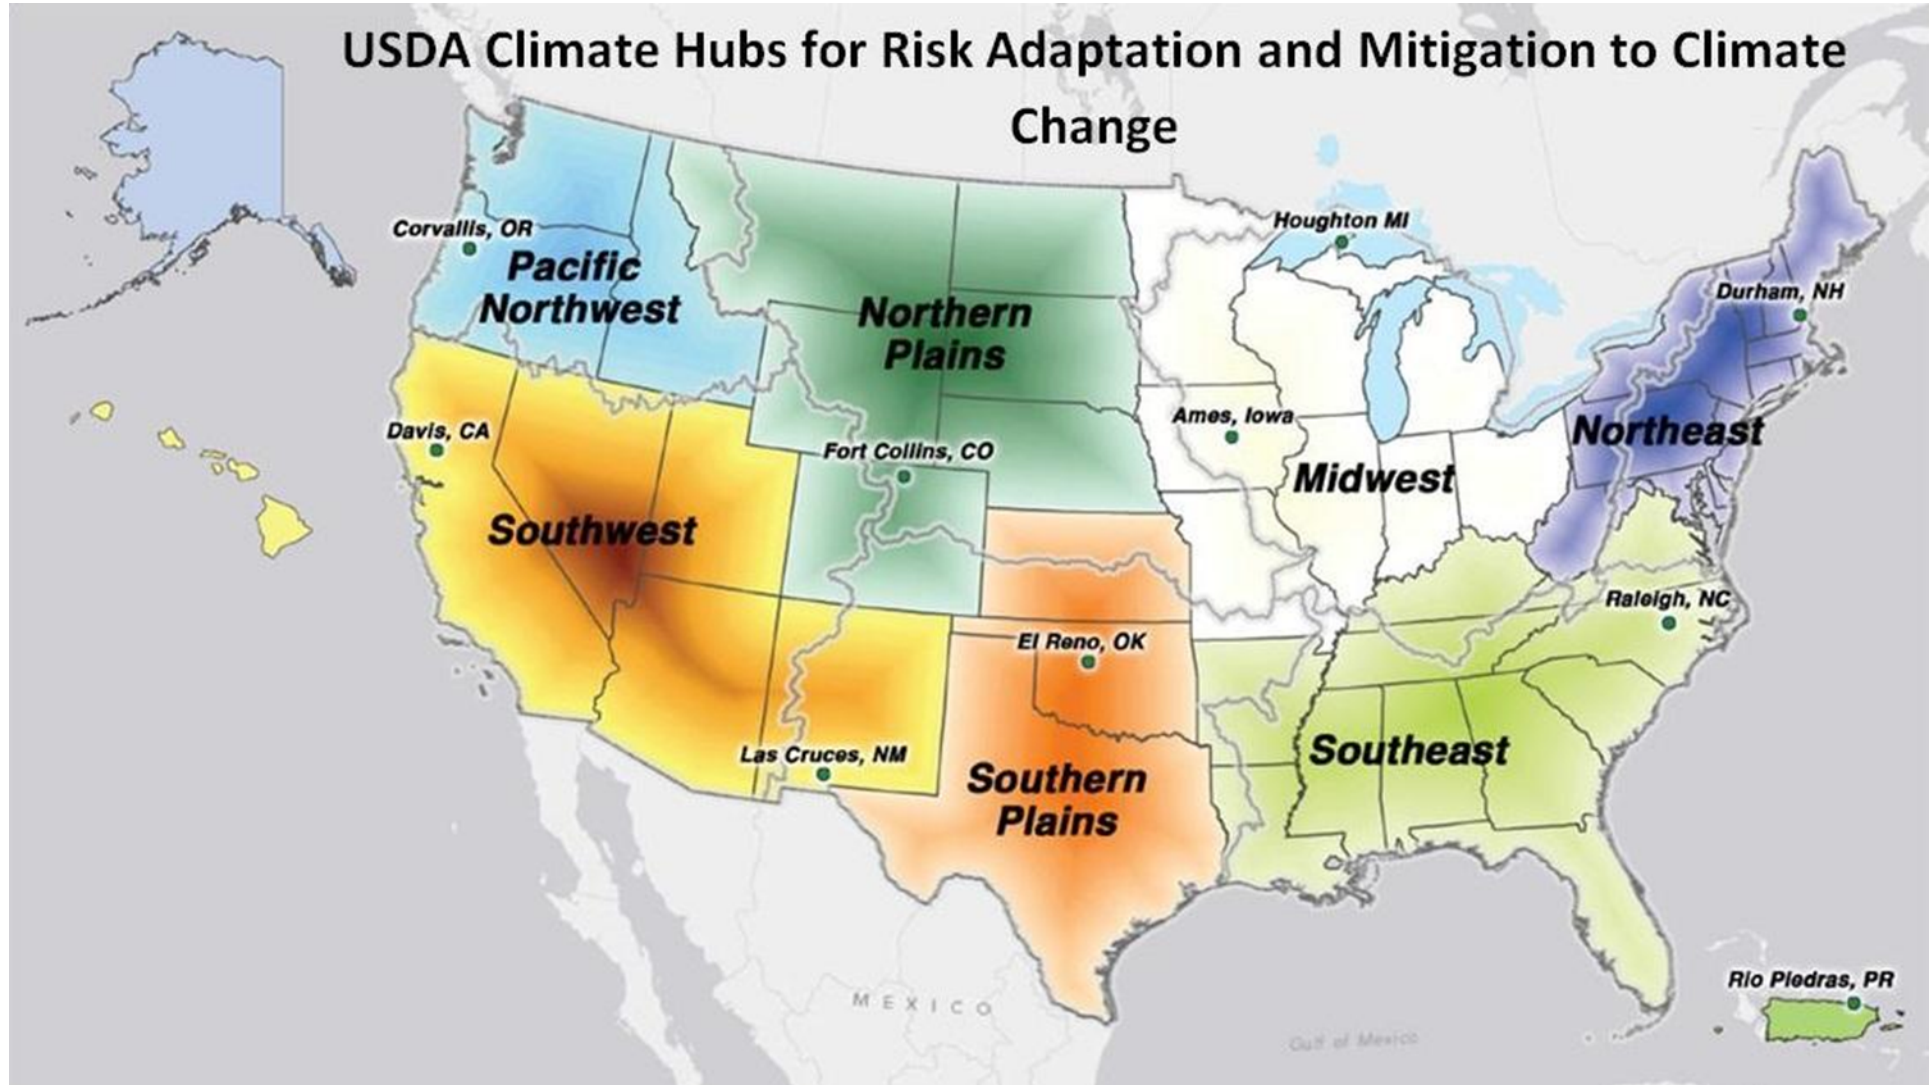 USDA Climate Hubs for Risk Adaptation and Mitigation to Climate
Change
Corvallis, OR
Pacific
Northwest
Northern
Plains
Houghton MI
Durham, NH
Davis, CA
Fort Collins, CO
Ames, Iowa
Northeast
Midwest
Southwest
Raleigh, NC
El Reno, OK
Las Cruces, NM
Southern
Plains
Southeast
Rio Piedras, PR
MEXICO
Gulf of Mexico